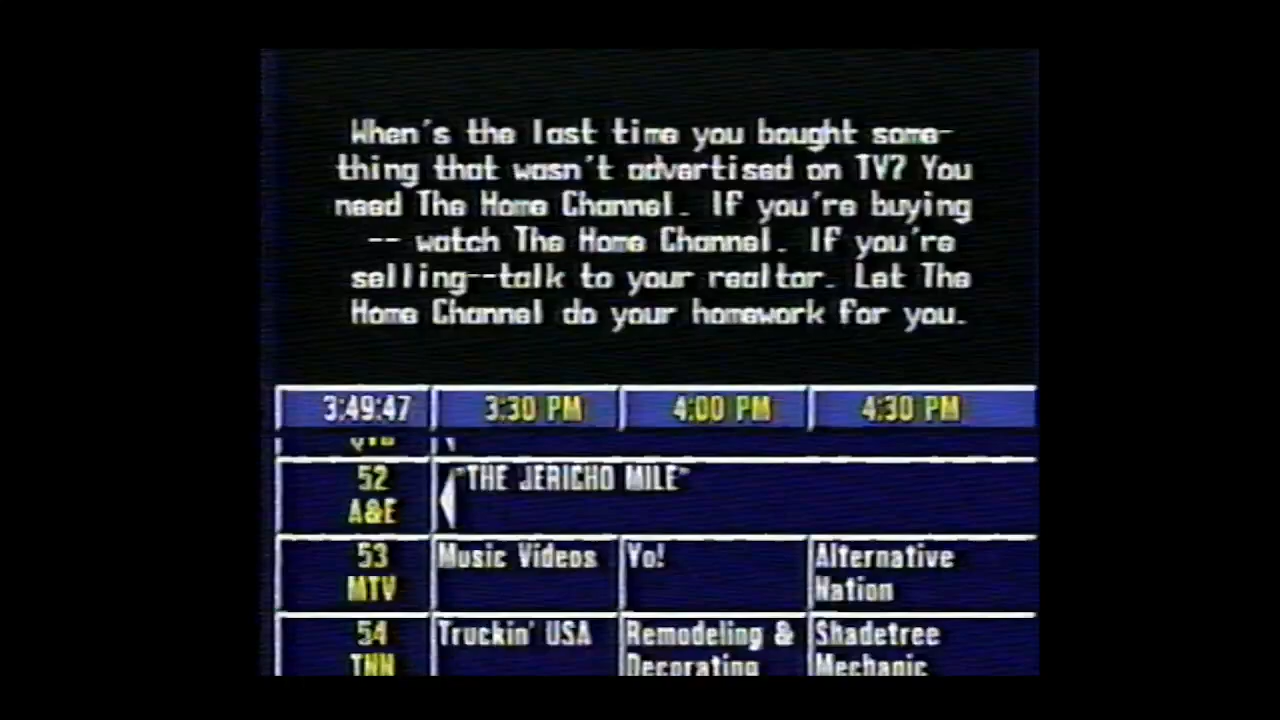 When's the last time you bought some-
thing that wasn't advertised on TV? You
need The Home Channel. If you're buying
-- watch The Home Channel. If you're
selling--talk to your realtor. Let The
Home Channel do your homework for you.
3:49:47 3:30 PM 4:00 PM 4:30 PM
52 "THE JERICHO MILE"
A&E
53 Music Videos Yo! Alternative
MTV Nation
54 Truckin' USA Remodeling & Shadetree
TNN Decorating Mechanic